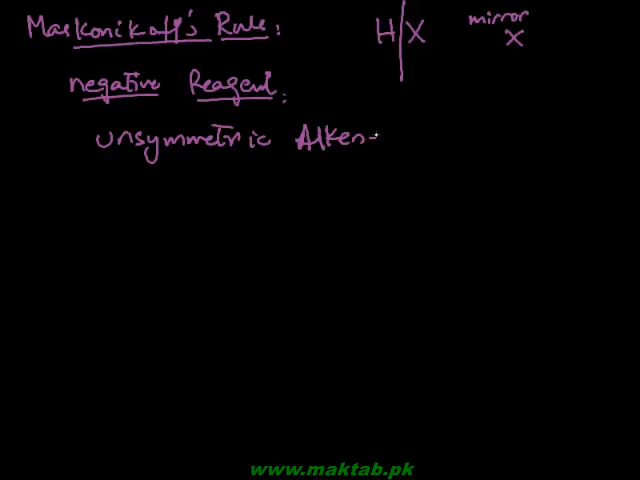 Markonikoff's Rule: H|X mirror
X
negative Reagent:
unsymmetric Alken-
www.maktab.pk